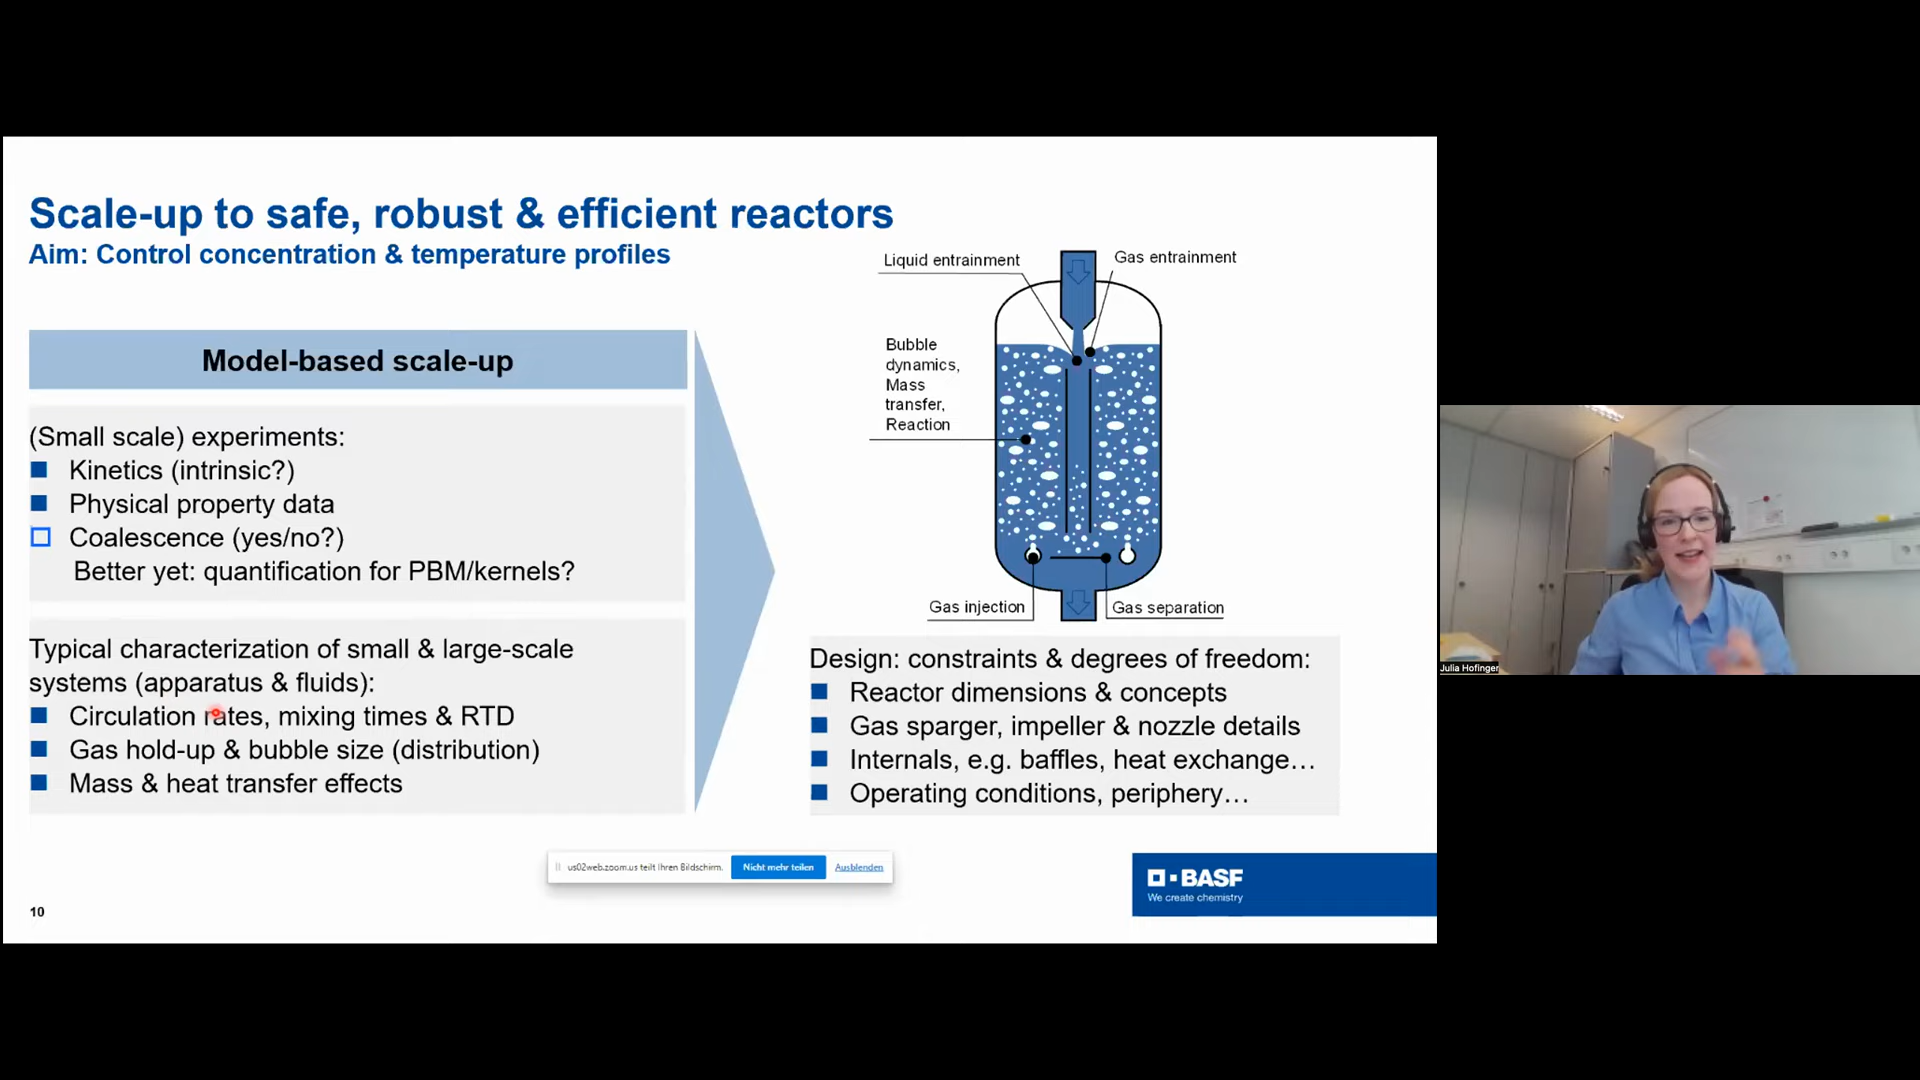 Scale-up to safe, robust & efficient reactors
Aim: Control concentration & temperature profiles
Model-based scale-up
(Small scale) experiments:
Kinetics (intrinsic?)
Physical property data
Coalescence (yes/no?)
Better yet: quantification for PBM/kernels?
Typical characterization of small & large-scale
systems (apparatus & fluids):
Circulation rates, mixing times & RTD
Gas hold-up & bubble size (distribution)
Mass & heat transfer effects
Liquid entrainment
Gas entrainment
Bubble
dynamics,
Mass
transfer,
Reaction
Gas injection
Gas separation
Design: constraints & degrees of freedom:
Reactor dimensions & concepts
Gas sparger, impeller & nozzle details
Internals, e.g. baffles, heat exchange…
Operating conditions, periphery…
us02web.zoom.us teilt Ihren Bildschirm.
Nicht mehr teilen
Ausblenden
BASF
We create chemistry
10
Julia Hofinger